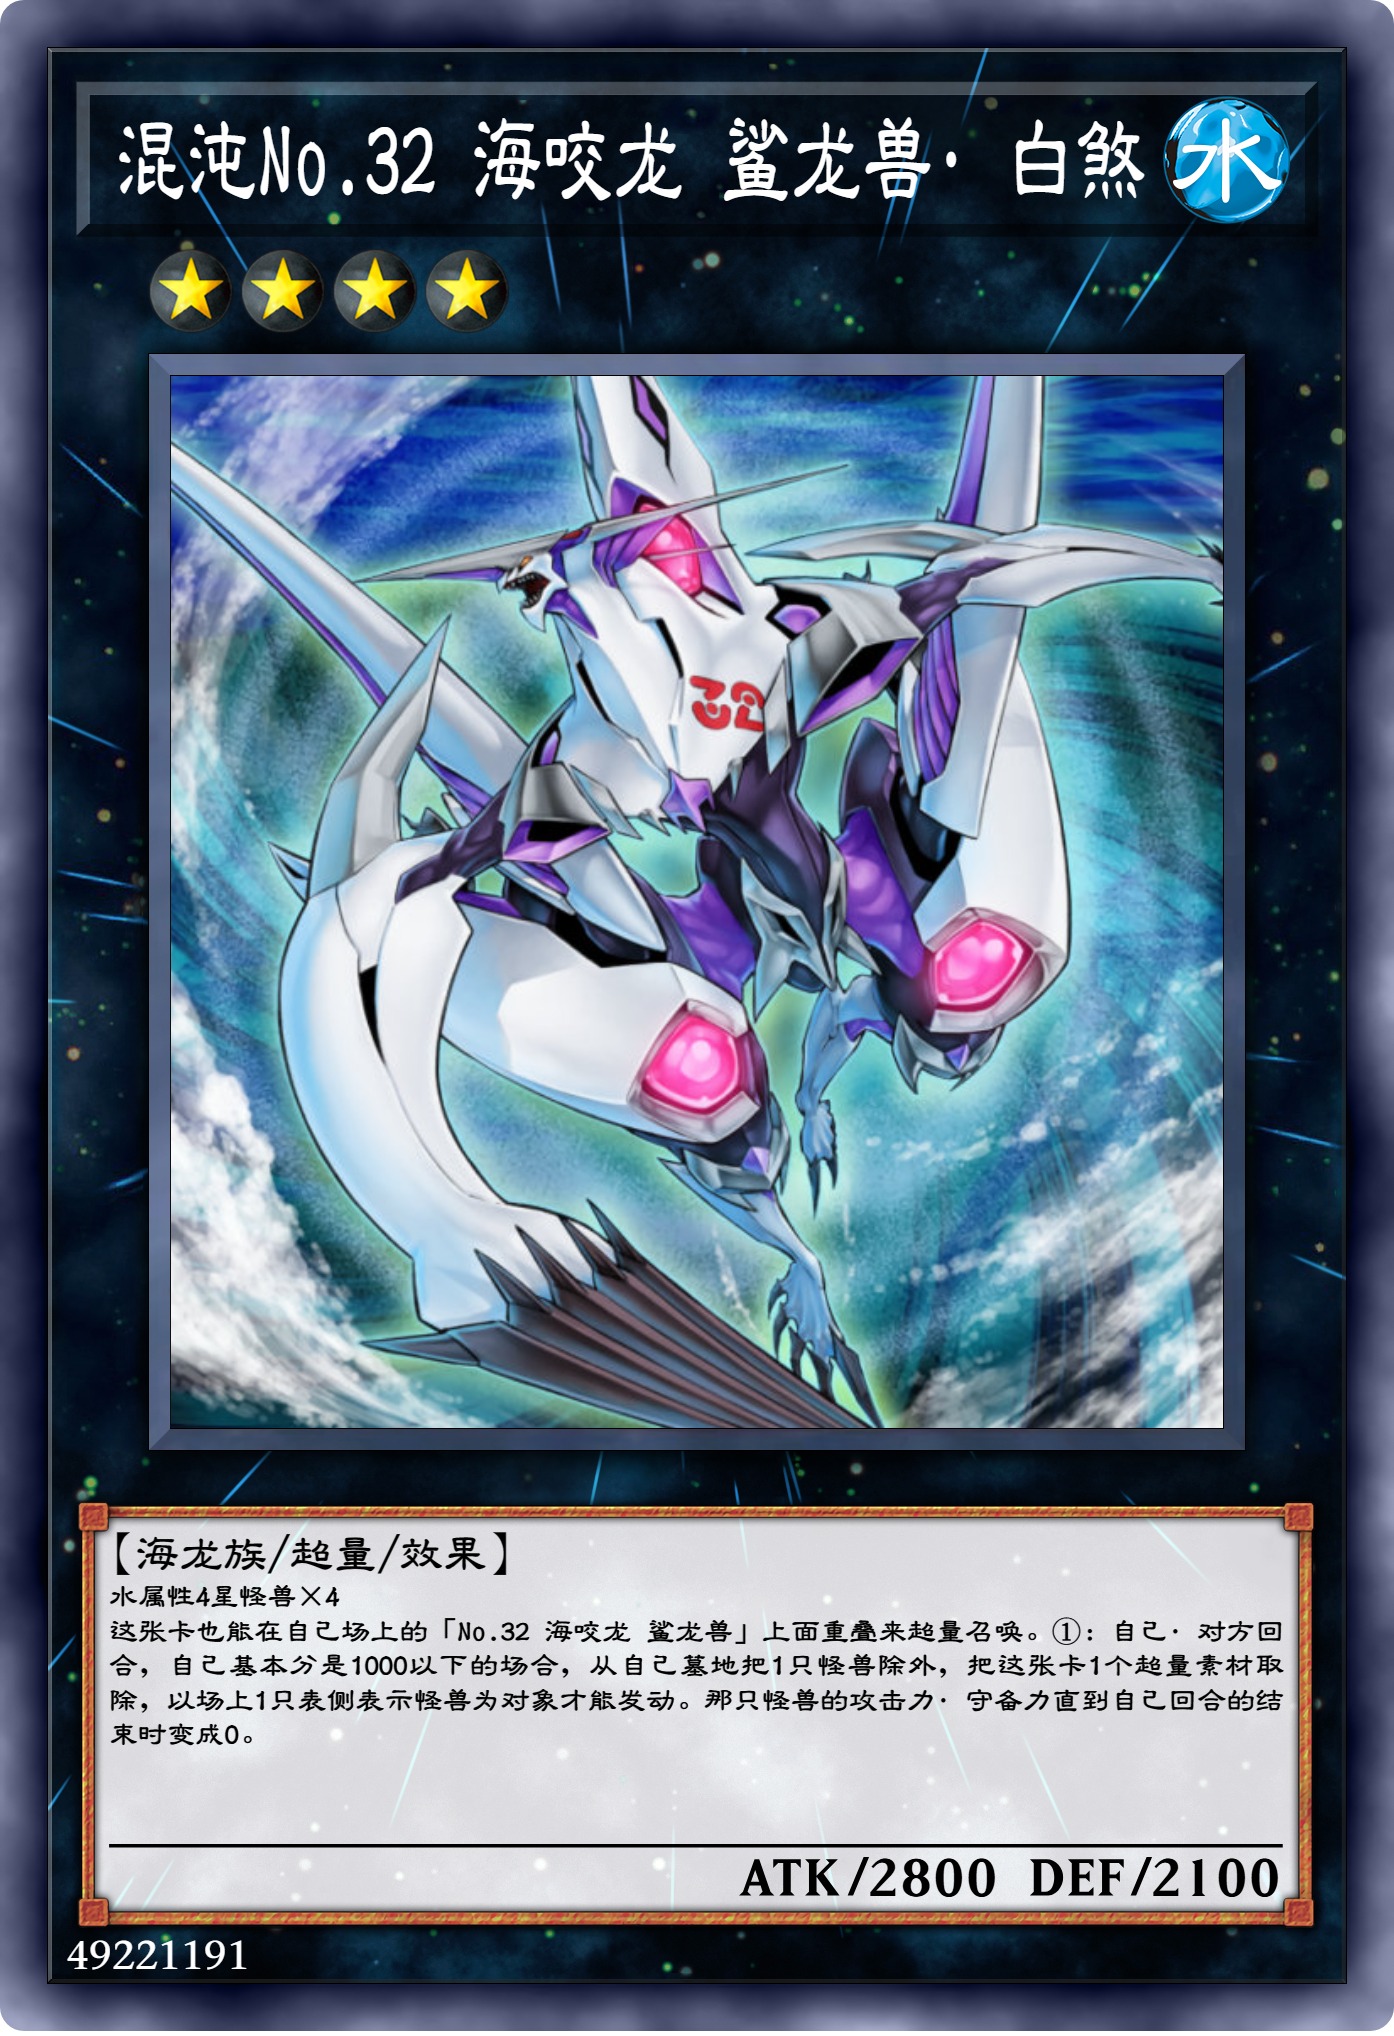 混沌No.32 海咬龙 鲨龙兽·白煞
水
【海龙族/超量/效果】
水属性4星怪兽×4
这张卡也能在自己场上的「No.32 海咬龙 鲨龙兽」上面重叠来超量召唤。①：自己·对方回
合，自己基本分是1000以下的场合，从自己墓地把1只怪兽除外，把这张卡1个超量素材取
除，以场上1只表侧表示怪兽为对象才能发动。那只怪兽的攻击力·守备力直到自己回合的结
束时变成0。
ATK/2800 DEF/2100
49221191